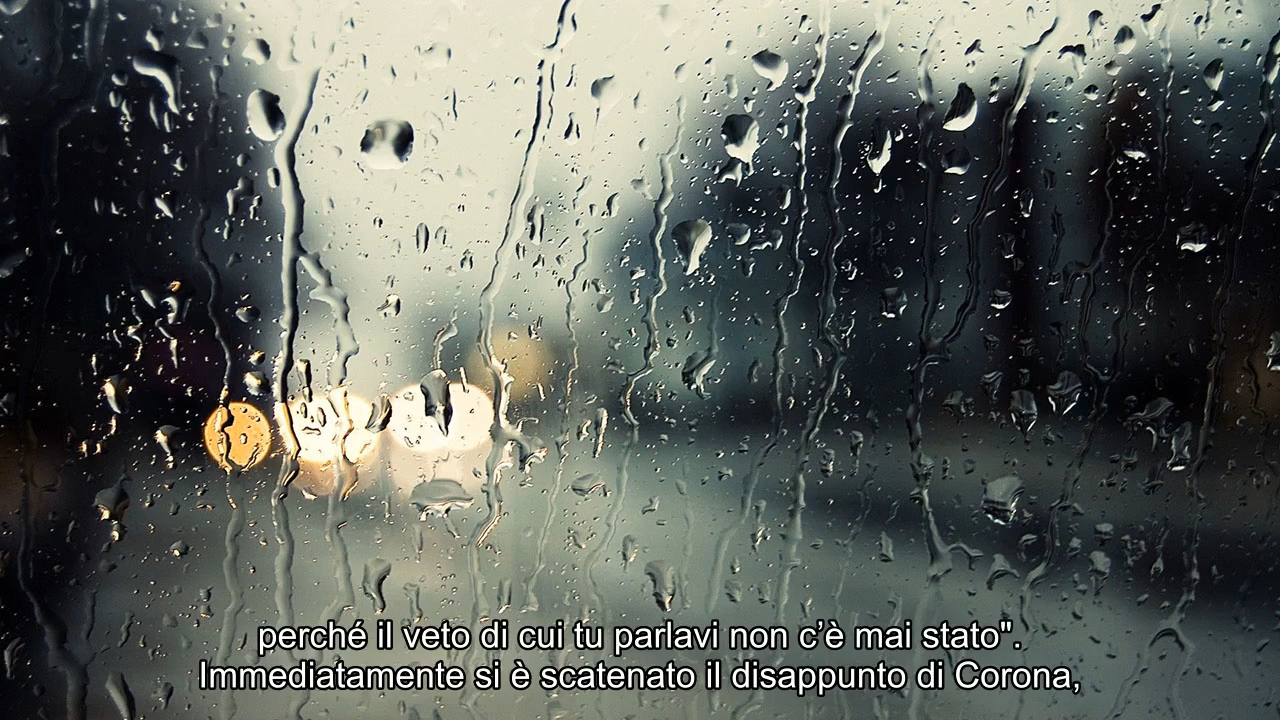 perché il veto di cui tu parlavi non c’è mai stato".
Immediatamente si è scatenato il disappunto di Corona,